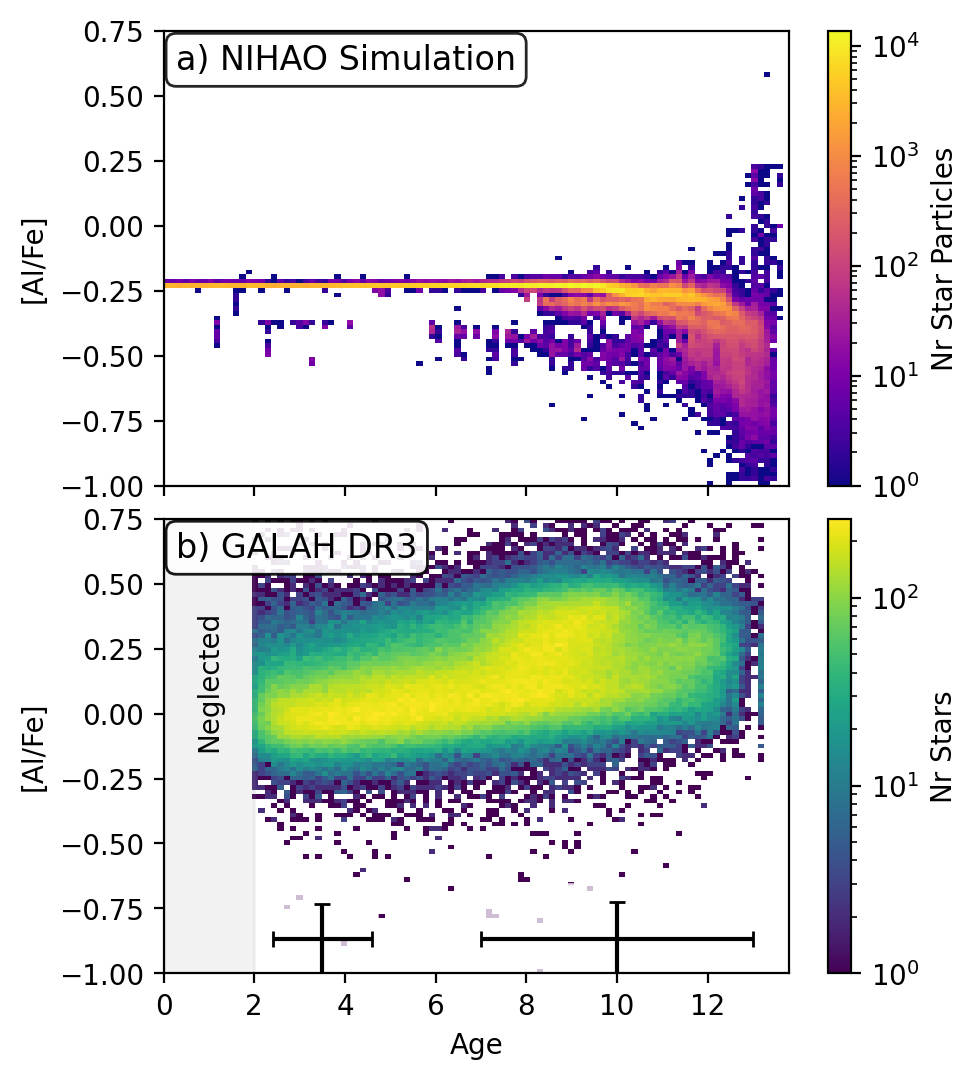 a) NIHAO Simulation
0.75
0.50
0.25
0.00
−0.25
−0.50
−0.75
−1.00
[Al/Fe]
10⁴
10³
10²
10¹
10⁰
Nr Star Particles
b) GALAH DR3
Neglected
0.75
0.50
0.25
0.00
−0.25
−0.50
−0.75
−1.00
[Al/Fe]
0 2 4 6 8 10 12
Age
10²
10¹
10⁰
Nr Stars